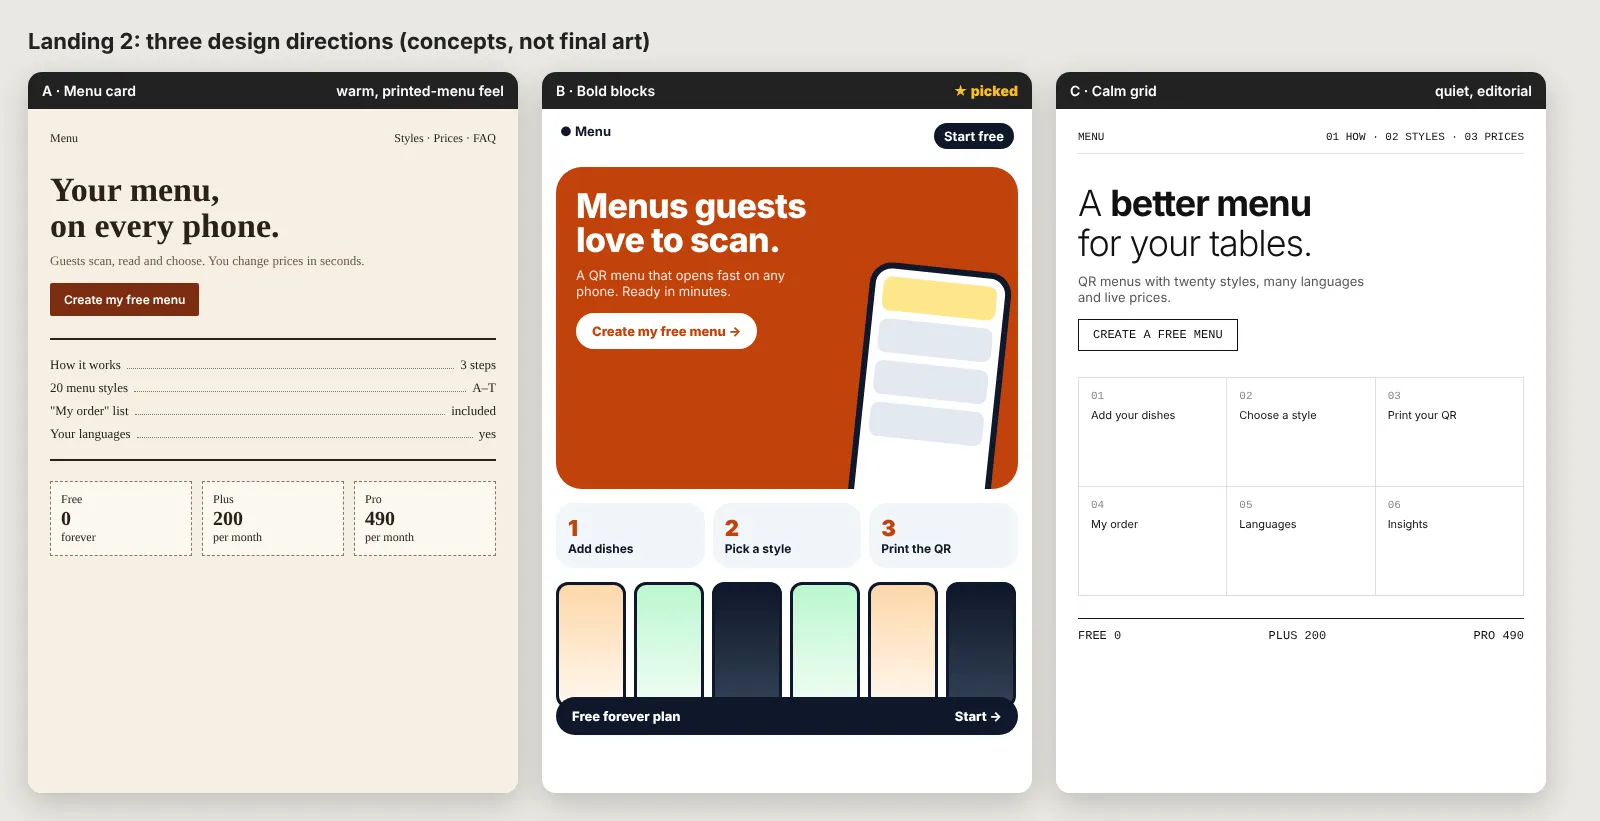 Landing 2: three design directions (concepts, not final art)
A · Menu card
warm, printed-menu feel
Menu
Styles · Prices · FAQ
Your menu,
on every phone.
Guests scan, read and choose. You change prices in seconds.
Create my free menu
How it works 3 steps
20 menu styles A–T
"My order" list included
Your languages yes
Free
0
forever
Plus
200
per month
Pro
490
per month
B · Bold blocks
★ picked
Menu
Start free
Menus guests
love to scan.
A QR menu that opens fast on any
phone. Ready in minutes.
Create my free menu →
1
Add dishes
2
Pick a style
3
Print the QR
Free forever plan
Start →
C · Calm grid
quiet, editorial
MENU
01 HOW · 02 STYLES · 03 PRICES
A better menu
for your tables.
QR menus with twenty styles, many languages
and live prices.
CREATE A FREE MENU
01
Add your dishes
02
Choose a style
03
Print your QR
04
My order
05
Languages
06
Insights
FREE 0
PLUS 200
PRO 490